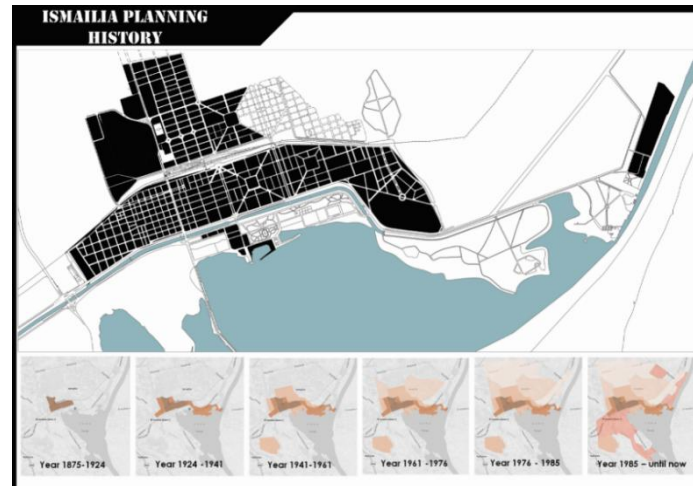 ISMAILIA PLANNING
HISTORY
Year 1875-1924
Year 1924 -1941
Year 1941-1961
Year 1961 -1976
Year 1976 - 1985
Year 1985 – until now